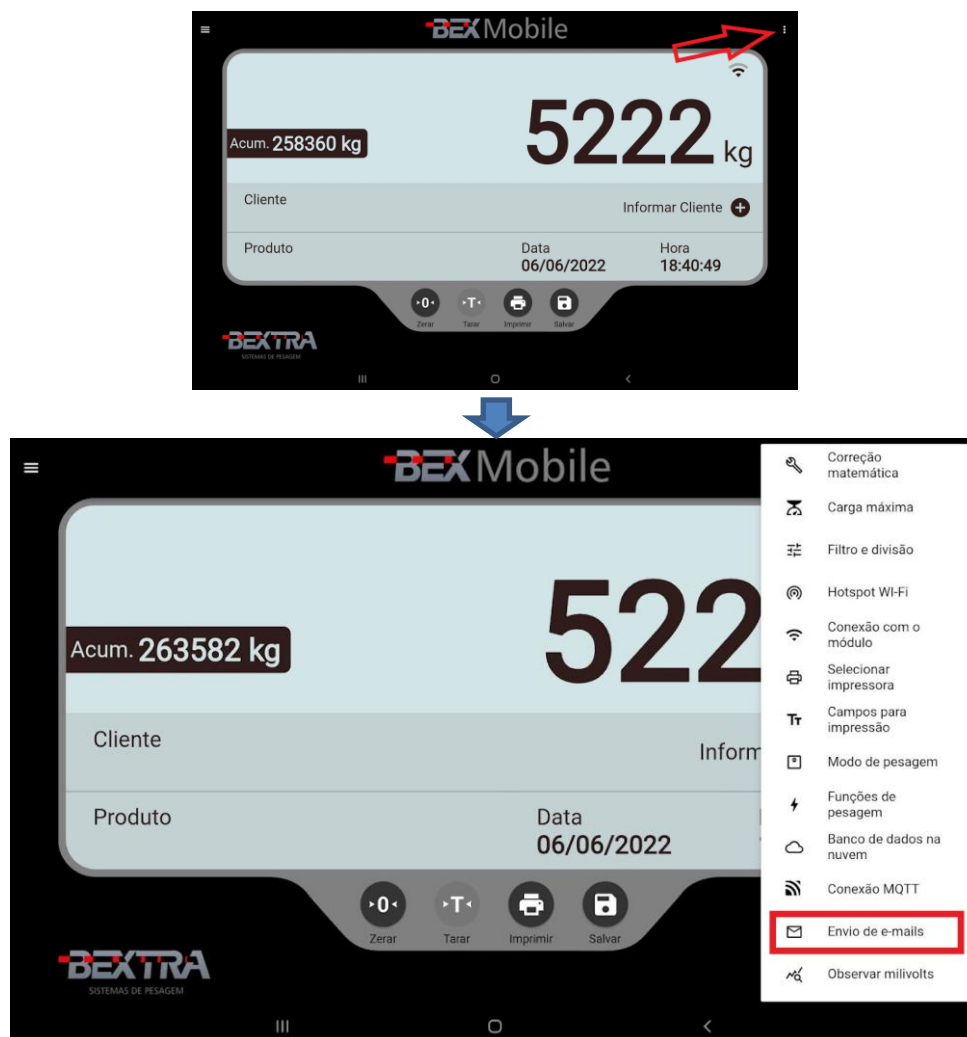 BEX Mobile
5222 kg
Acum. 258360 kg
Cliente
Informar Cliente
Produto
Data
Hora
06/06/2022
18:40:49
0
T
Zerar
Tarar
Imprimir
Salvar
BEXTRA
SISTEMAS DE PESAGEM
BEX Mobile
522
Acum. 263582 kg
Cliente
Inform
Produto
Data
06/06/2022
0
T
Zerar
Tarar
Imprimir
Salvar
BEXTRA
SISTEMAS DE PESAGEM
Correção
matemática
Carga máxima
Filtro e divisão
Hotspot WI-Fi
Conexão com o
módulo
Selecionar
impressora
Tт Campos para
impressão
Modo de pesagem
Funções de
pesagem
Banco de dados na
nuvem
Conexão MQTT
Envio de e-mails
Observar milivolts